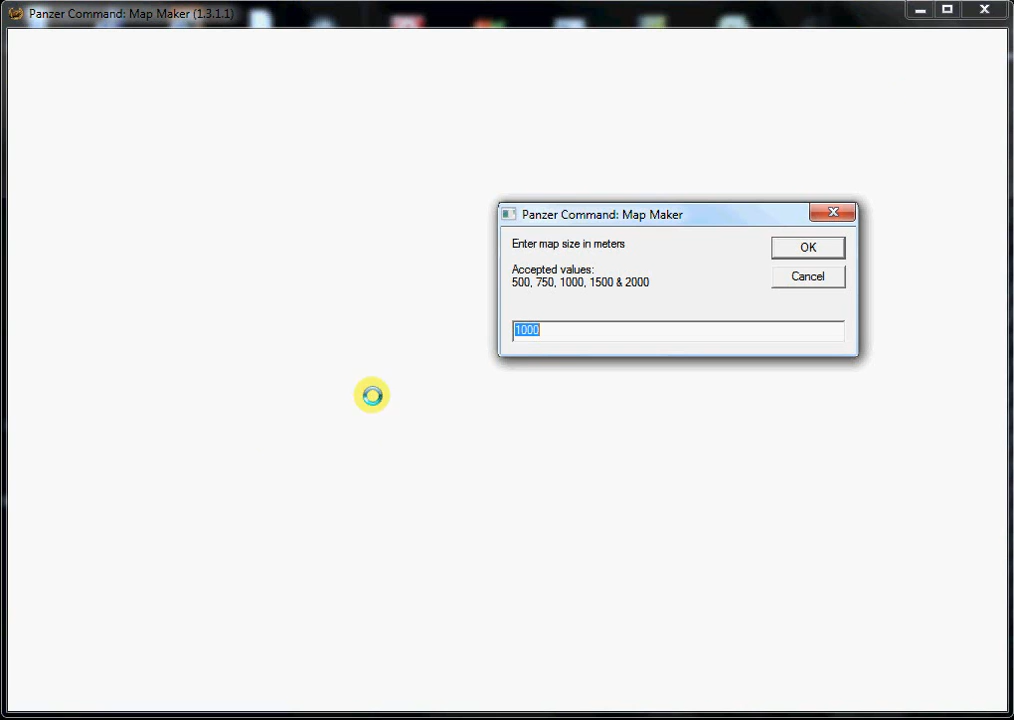 Panzer Command: Map Maker (1.3.1.1)
Panzer Command: Map Maker
Enter map size in meters
OK
Accepted values:
500, 750, 1000, 1500 & 2000
Cancel
1000